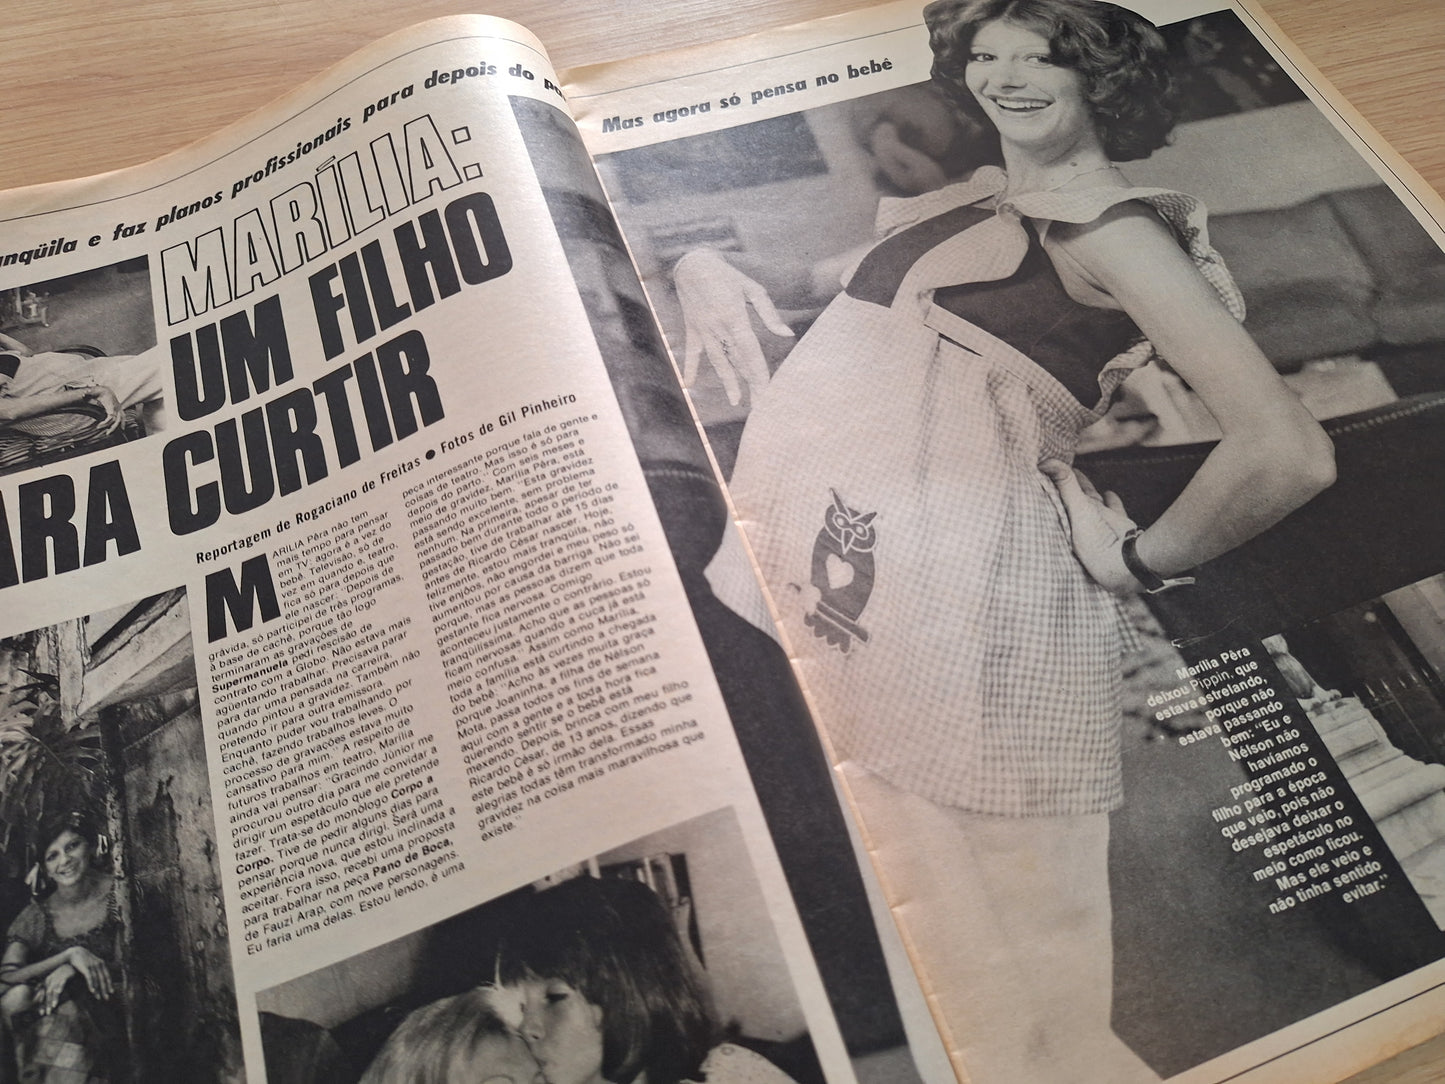 e faz planos profissionais para depois do
MARÍLIA:
UM FILHO
CURTIR
Reportagem de Rogaciano de Freitas ● Fotos de Gil Pinheiro
MARILIA Pêra não tem
mais tempo para pensar
em TV; agora é a vez do
bebê. Televisão, só de
vez em quando e, teatro,
fica só para depois que
ele nascer: "Depois de
grávida, só participei de três programas,
à base de cachê, porque tão logo
terminaram as gravações de
Supermanuela pedi rescisão de
contrato com a Globo. Não estava mais
agüentando trabalhar. Precisava parar
para dar uma pensada na carreira,
quando pintou a gravidez. Também não
pretendo ir para outra emissora.
Enquanto puder vou trabalhando por
cachê, fazendo trabalhos leves. O
processo de gravações estava muito
cansativo para mim." A respeito de
futuros trabalhos em teatro, Marília
ainda vai pensar: "Gracindo Júnior me
procurou outro dia para me convidar a
dirigir um espetáculo que ele pretende
fazer. Trata-se do monólogo Corpo a
Corpo. Tive de pedir alguns dias para
pensar porque nunca dirigi. Será uma
experiência nova, que estou inclinada a
aceitar. Fora isso, recebi uma proposta
para trabalhar na peça Pano de Boca,
de Fauzi Arap, com nove personagens.
Eu faria uma delas. Estou lendo, é uma
peça interessante porque fala de gente e
coisas de teatro. Mas isso é só para
depois do parto." Com seis meses e
meio de gravidez, Marília Pêra, está
passando muito bem. "Esta gravidez
está sendo excelente, sem problema
nenhum. Na primeira, apesar de ter
passado bem durante todo o período de
gestação, tive de trabalhar até 15 dias
antes de Ricardo César nascer. Hoje,
felizmente, estou mais tranqüila, não
tive enjôos, não engordei e meu peso só
aumentou por causa da barriga. Não sei
porque, mas as pessoas dizem que toda
gestante fica nervosa. Comigo
aconteceu justamente o contrário. Estou
tranqüilíssima. Acho que as pessoas só
ficam nervosas quando a cuca já está
meio confusa." Assim como Marília,
toda a família está curtindo a chegada
do bebê: "Acho às vezes muita graça
porque Joaninha, a filha de Nélson
Mota, passa todos os fins de semana
aqui com a gente e a toda hora fica
querendo sentir se o bebê está
mexendo. Depois, brinca com meu filho
Ricardo César, de 13 anos, dizendo que
este bebê é só irmão dela. Essas
alegrias todas têm transformado minha
gravidez na coisa mais maravilhosa que
existe."
Mas agora só pensa no bebê
Marília Pêra
deixou Pippin, que
estava estrelando,
porque não
estava passando
bem: "Eu e
Nélson não
havíamos
programado o
filho para a época
que veio, pois não
desejava deixar o
espetáculo no
meio como ficou.
Mas ele veio e
não tinha sentido
evitar."